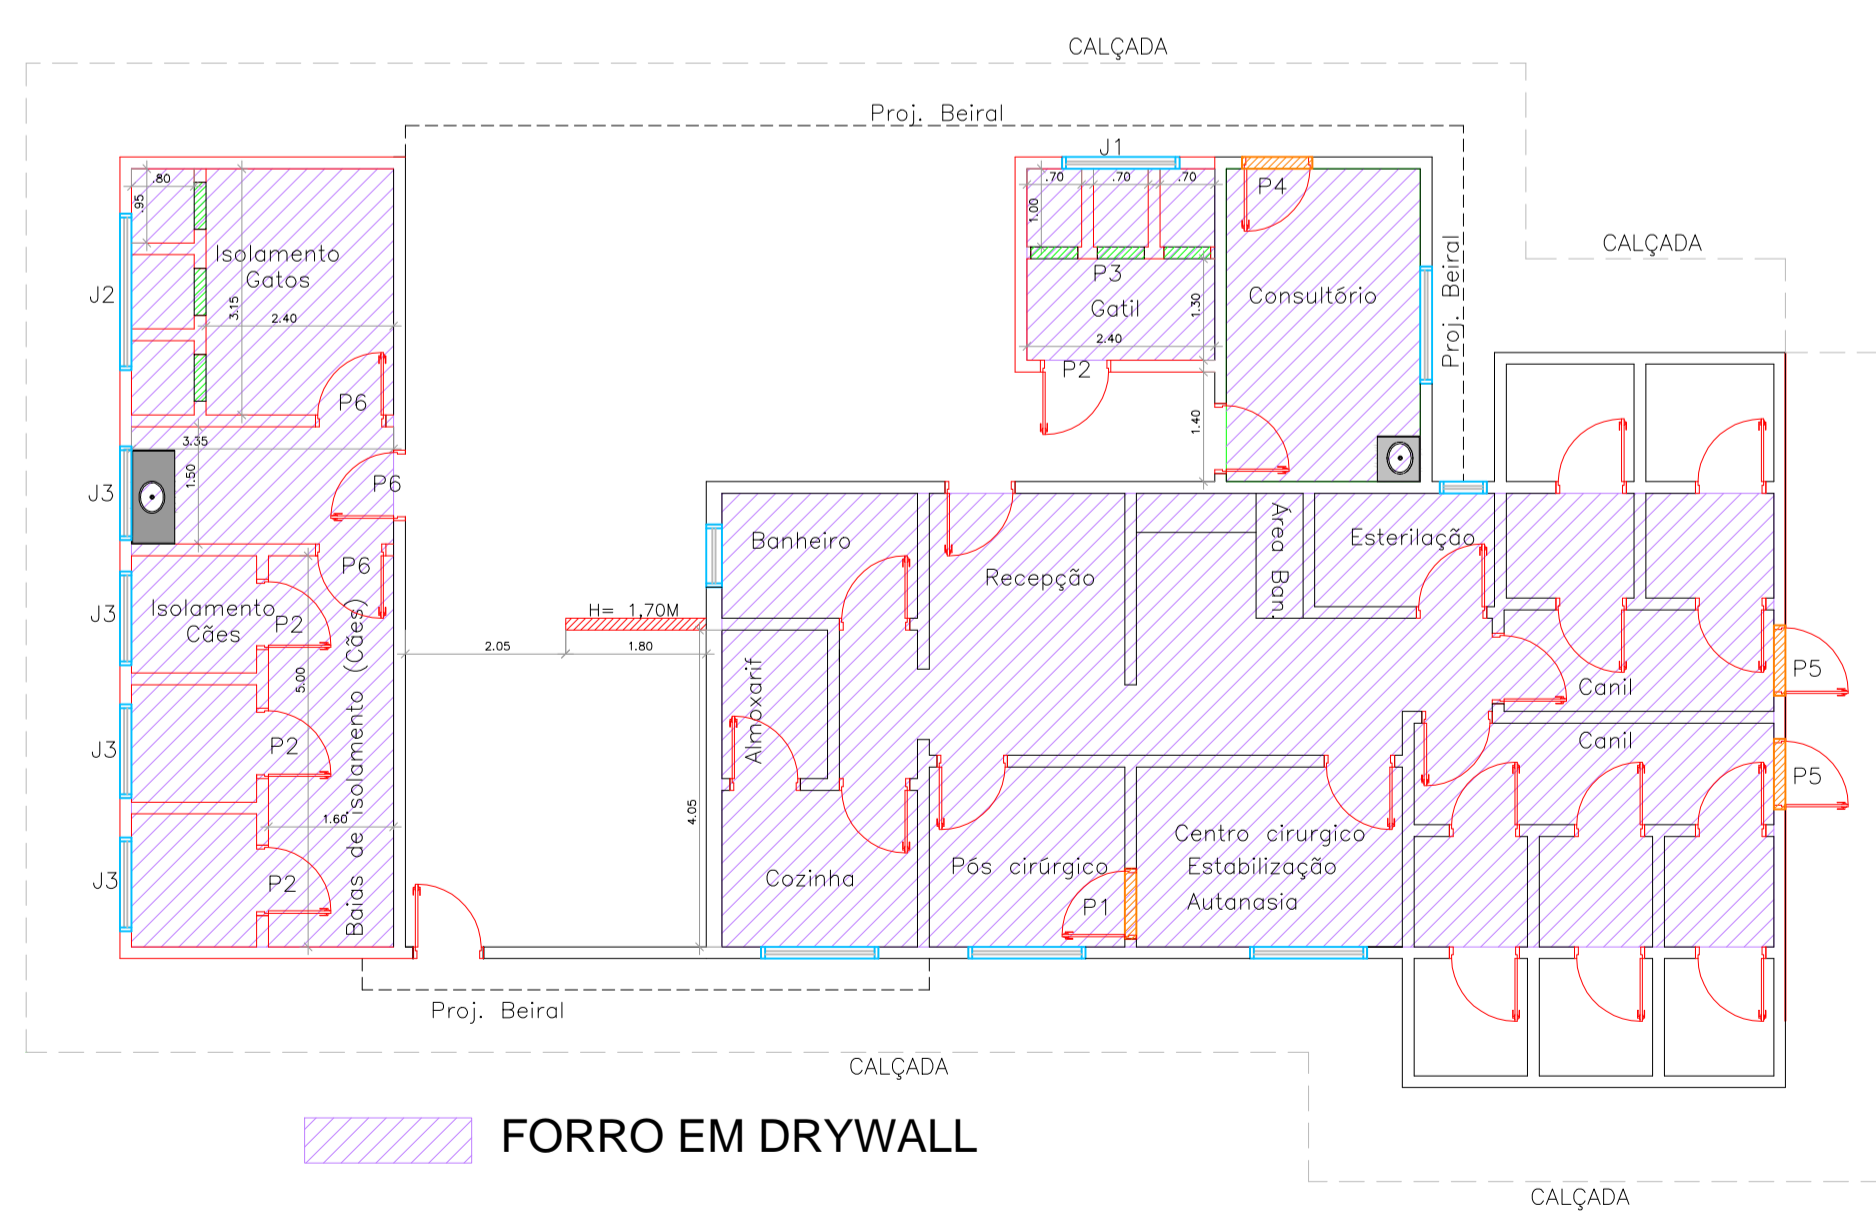 CALÇADA
Proj. Beiral
J1
.80
.95
.70
.70
.70
P4
1.00
Isolamento
Gatos
3.15
2.40
J2
P3
Gatil
1.30
2.40
Consultório
Proj. Beiral
CALÇADA
P2
1.40
P6
3.35
1.50
P6
J3
P6
Banheiro
Recepção
Área Ban.
Esterilação
Isolamento
Cães
P2
J3
H= 1,70M
2.05
1.80
5.00
Baias de isolamento (Cães)
Almoxarif
Canil
P5
Canil
P5
P2
J3
4.05
1.60
P2
J3
Cozinha
Pós cirúrgico
P1
Centro cirurgico
Estabilização
Autanasia
Proj. Beiral
CALÇADA
FORRO EM DRYWALL
CALÇADA